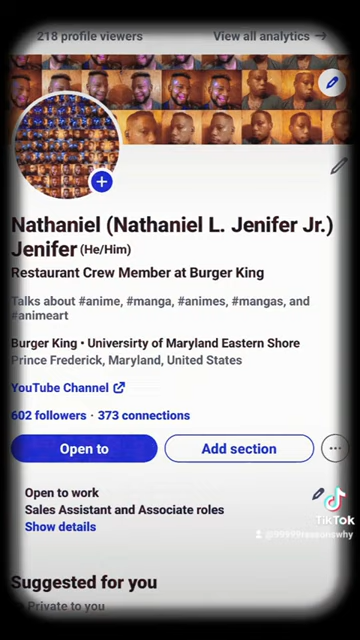 218 profile viewers
View all analytics →
Nathaniel (Nathaniel L. Jenifer Jr.)
Jenifer (He/Him)
Restaurant Crew Member at Burger King
Talks about #anime, #manga, #animes, #mangas, and
#animeart
Burger King • Universirty of Maryland Eastern Shore
Prince Frederick, Maryland, United States
YouTube Channel
602 followers · 373 connections
Open to
Add section
Open to work
Sales Assistant and Associate roles
Show details
TikTok
Suggested for you
Private to you